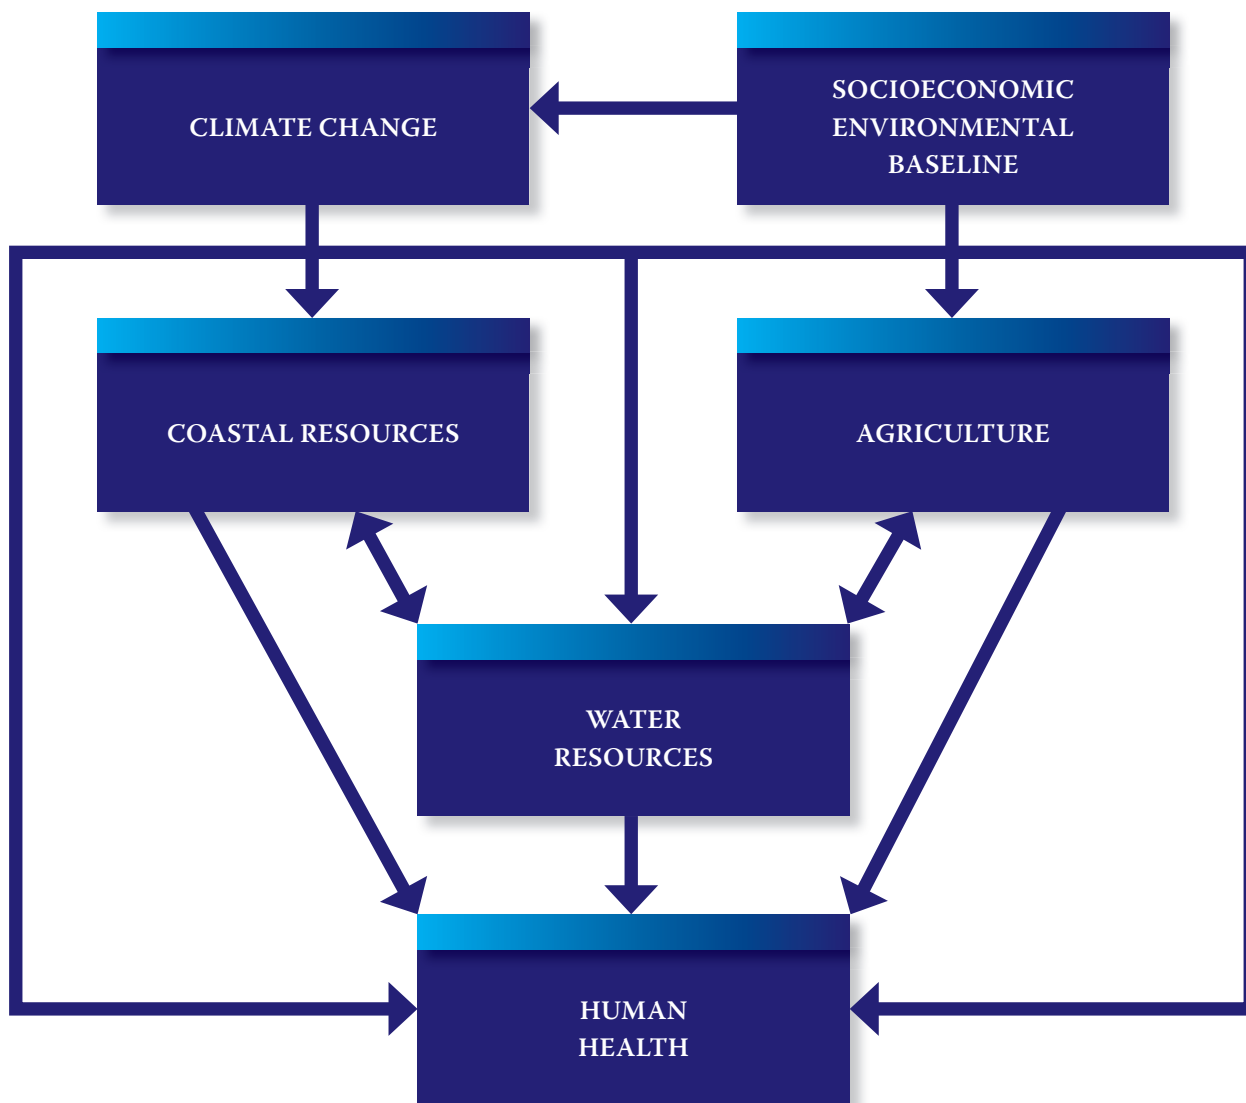 CLIMATE CHANGE
SOCIOECONOMIC
ENVIRONMENTAL
BASELINE
COASTAL RESOURCES
AGRICULTURE
WATER
RESOURCES
HUMAN
HEALTH